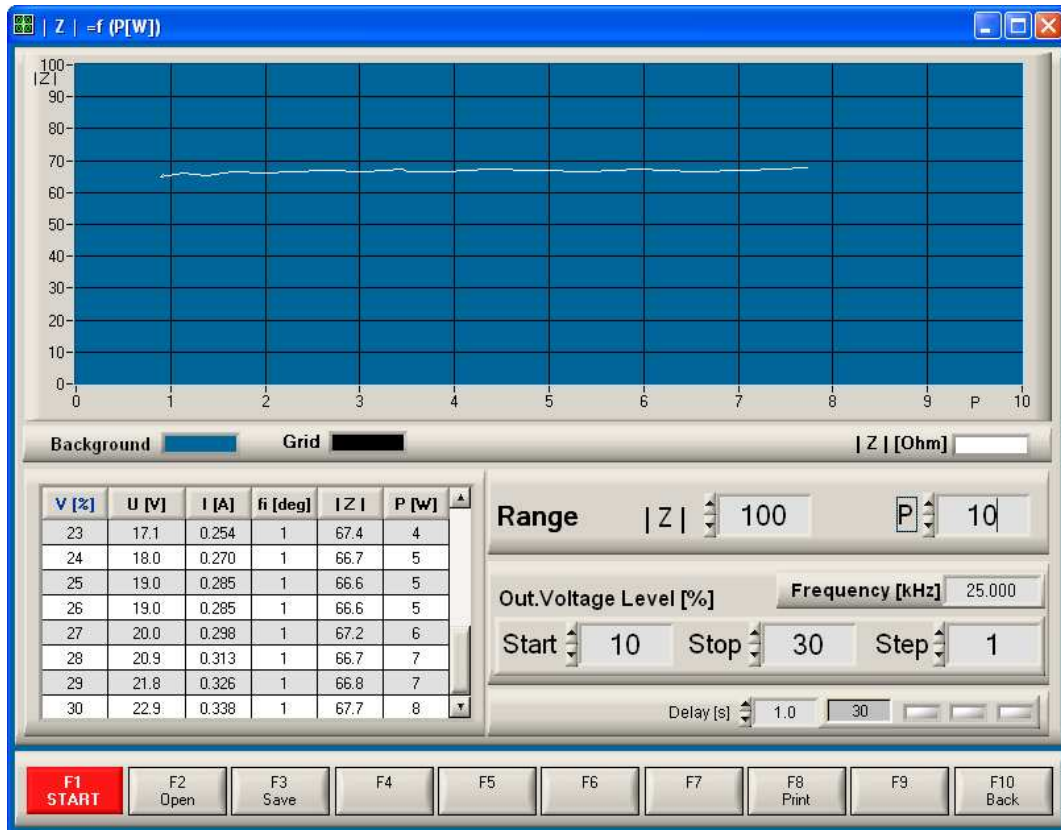 | Z | =f (P[W])
100
|Z|
90
80
70
60
50
40
30
20
10
0
0 1 2 3 4 5 6 7 8 9 P 10
Background Grid | Z | [Ohm]
V [%] U [V] I [A] fi [deg] | Z | P [W]
23 17.1 0.254 1 67.4 4
24 18.0 0.270 1 66.7 5
25 19.0 0.285 1 66.6 5
26 19.0 0.285 1 66.6 5
27 20.0 0.298 1 67.2 6
28 20.9 0.313 1 66.7 7
29 21.8 0.326 1 66.8 7
30 22.9 0.338 1 67.7 8
Range | Z | 100 P 10
Out.Voltage Level [%] Frequency [kHz] 25.000
Start 10 Stop 30 Step 1
Delay [s] 1.0 30
F1 START
F2 Open
F3 Save
F4
F5
F6
F7
F8 Print
F9
F10 Back